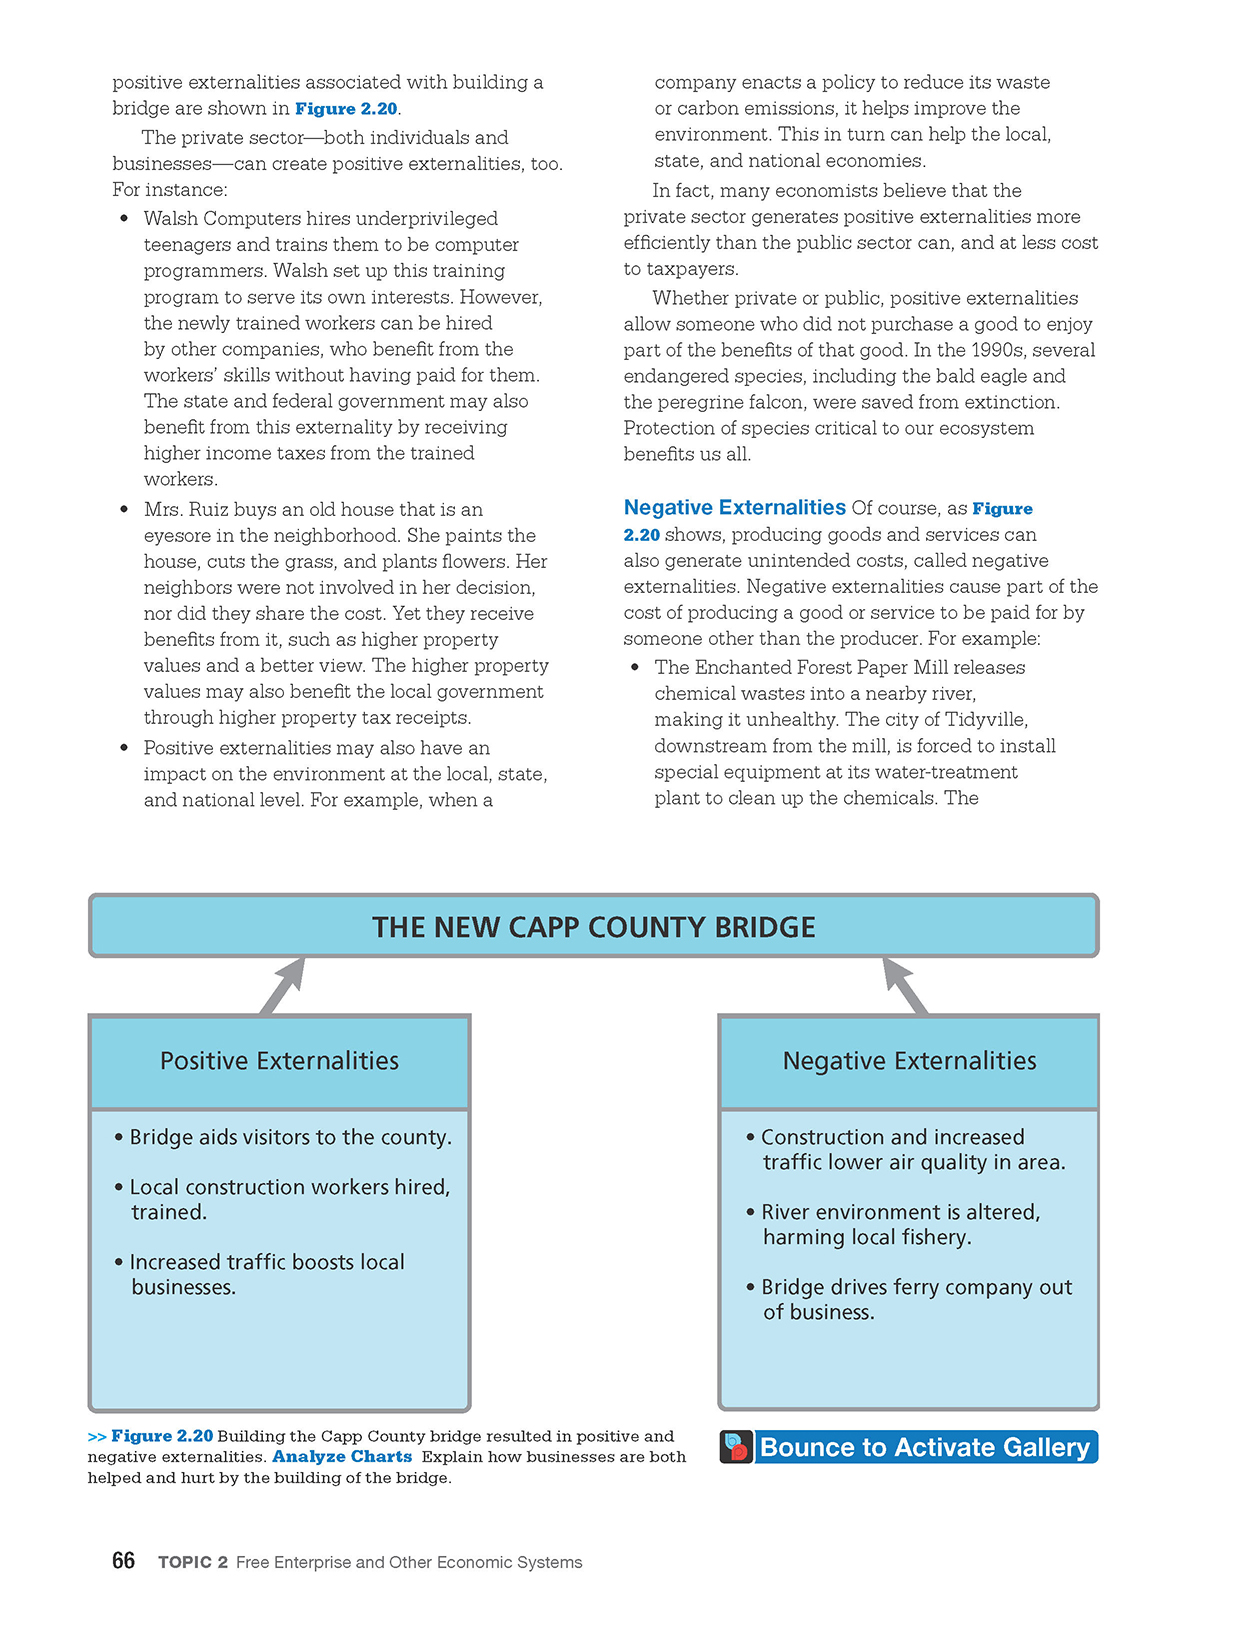 positive externalities associated with building a
bridge are shown in Figure 2.20.
The private sector—both individuals and
businesses—can create positive externalities, too.
For instance:
• Walsh Computers hires underprivileged
teenagers and trains them to be computer
programmers. Walsh set up this training
program to serve its own interests. However,
the newly trained workers can be hired
by other companies, who benefit from the
workers’ skills without having paid for them.
The state and federal government may also
benefit from this externality by receiving
higher income taxes from the trained
workers.
• Mrs. Ruiz buys an old house that is an
eyesore in the neighborhood. She paints the
house, cuts the grass, and plants flowers. Her
neighbors were not involved in her decision,
nor did they share the cost. Yet they receive
benefits from it, such as higher property
values and a better view. The higher property
values may also benefit the local government
through higher property tax receipts.
• Positive externalities may also have an
impact on the environment at the local, state,
and national level. For example, when a
company enacts a policy to reduce its waste
or carbon emissions, it helps improve the
environment. This in turn can help the local,
state, and national economies.
In fact, many economists believe that the
private sector generates positive externalities more
efficiently than the public sector can, and at less cost
to taxpayers.
Whether private or public, positive externalities
allow someone who did not purchase a good to enjoy
part of the benefits of that good. In the 1990s, several
endangered species, including the bald eagle and
the peregrine falcon, were saved from extinction.
Protection of species critical to our ecosystem
benefits us all.
Negative Externalities Of course, as Figure
2.20 shows, producing goods and services can
also generate unintended costs, called negative
externalities. Negative externalities cause part of the
cost of producing a good or service to be paid for by
someone other than the producer. For example:
• The Enchanted Forest Paper Mill releases
chemical wastes into a nearby river,
making it unhealthy. The city of Tidyville,
downstream from the mill, is forced to install
special equipment at its water-treatment
plant to clean up the chemicals. The
THE NEW CAPP COUNTY BRIDGE
Positive Externalities
• Bridge aids visitors to the county.
• Local construction workers hired,
trained.
• Increased traffic boosts local
businesses.
Negative Externalities
• Construction and increased
traffic lower air quality in area.
• River environment is altered,
harming local fishery.
• Bridge drives ferry company out
of business.
>> Figure 2.20 Building the Capp County bridge resulted in positive and
negative externalities. Analyze Charts Explain how businesses are both
helped and hurt by the building of the bridge.
Bounce to Activate Gallery
66 TOPIC 2 Free Enterprise and Other Economic Systems